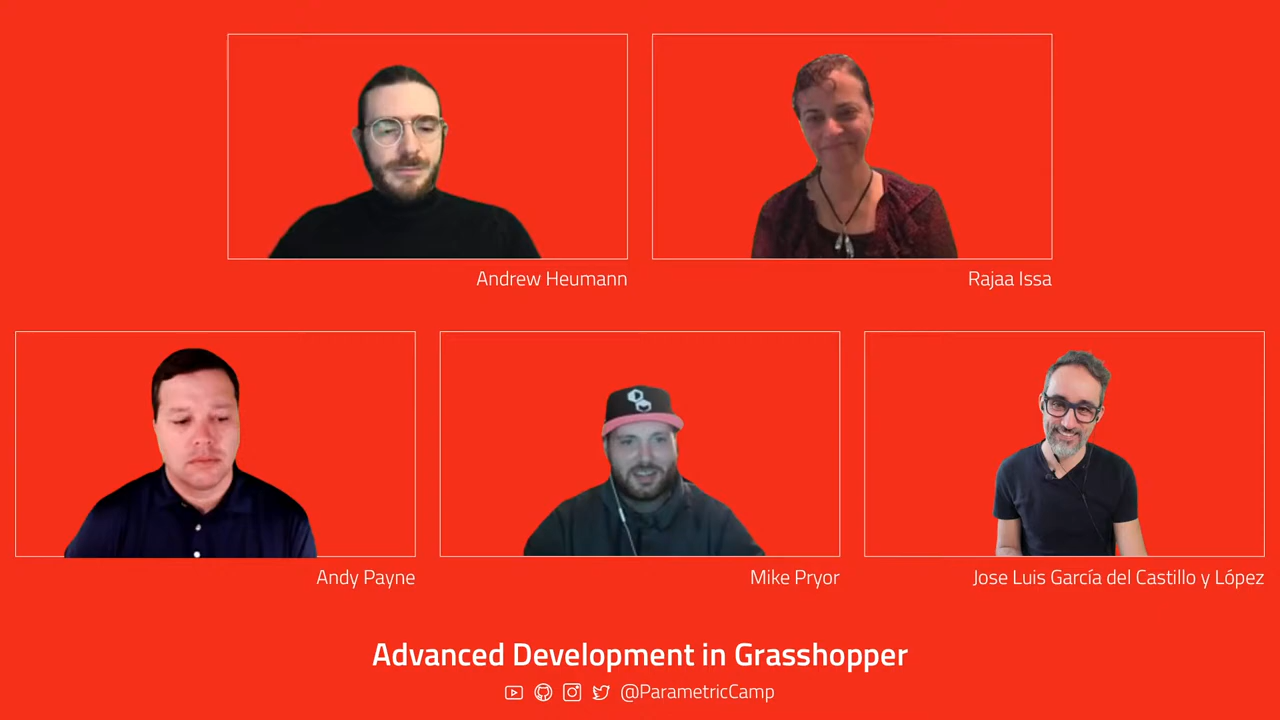 Andrew Heumann
Rajaa Issa
Andy Payne
Mike Pryor
Jose Luis García del Castillo y López
Advanced Development in Grasshopper
@ParametricCamp